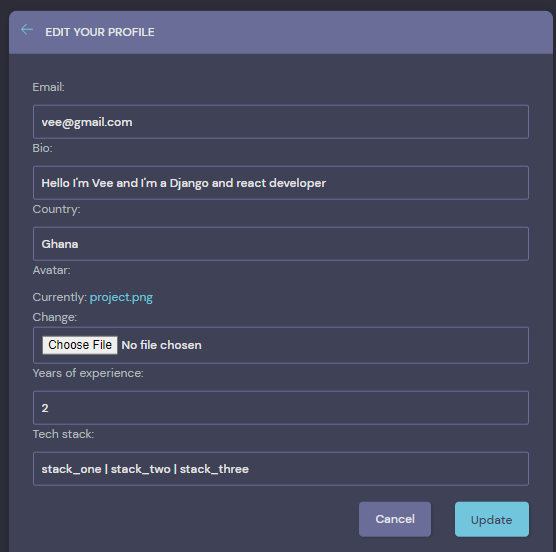 ← EDIT YOUR PROFILE
Email:
vee@gmail.com
Bio:
Hello I'm Vee and I'm a Django and react developer
Country:
Ghana
Avatar:
Currently: project.png
Change:
Choose File No file chosen
Years of experience:
2
Tech stack:
stack_one | stack_two | stack_three
Cancel Update